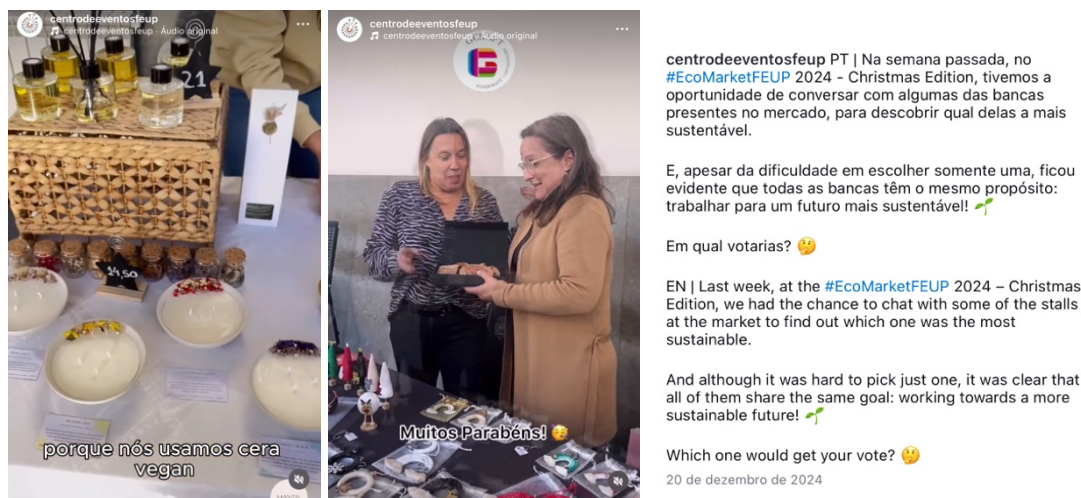 centrodeeventosfeup
centrodeeventosfeup · Áudio original
21
14,50
porque nós usamos cera
vegan
centrodeeventosfeup
centrodeeventosfeup · Áudio original
Muitos Parabéns! 🥳
centrodeeventosfeup PT | Na semana passada, no
#EcoMarketFEUP 2024 - Christmas Edition, tivemos a
oportunidade de conversar com algumas das bancas
presentes no mercado, para descobrir qual delas a mais
sustentável.
E, apesar da dificuldade em escolher somente uma, ficou
evidente que todas as bancas têm o mesmo propósito:
trabalhar para um futuro mais sustentável! 🌱
Em qual votarias? 🤔
EN | Last week, at the #EcoMarketFEUP 2024 – Christmas
Edition, we had the chance to chat with some of the stalls
at the market to find out which one was the most
sustainable.
And although it was hard to pick just one, it was clear that
all of them share the same goal: working towards a more
sustainable future! 🌱
Which one would get your vote? 🤔
20 de dezembro de 2024